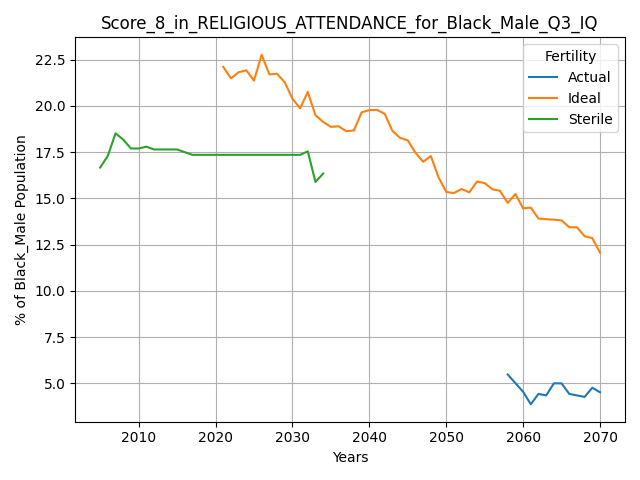 Score_8_in_RELIGIOUS_ATTENDANCE_for_Black_Male_Q3_IQ
Fertility
Actual
Ideal
Sterile
% of Black_Male Population
22.5
20.0
17.5
15.0
12.5
10.0
7.5
5.0
2010 2020 2030 2040 2050 2060 2070
Years